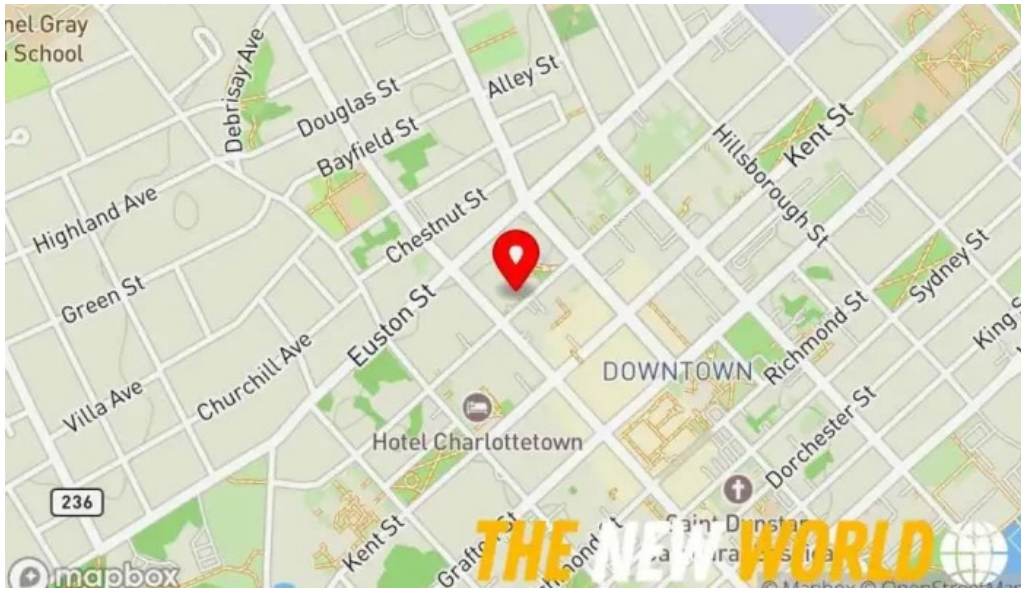 nel Gray
School
Debrisay Ave
Douglas St
Alley St
Bayfield St
Hillsborough St
Kent St
Highland Ave
Chestnut St
Green St
Euston St
Sydney St
Richmond St
King S
Churchill Ave
Villa Ave
DOWNTOWN
Hotel Charlottetown
Dorchester St
236
Kent St
Grafton St
Saint Dunstan
THE NEW WORLD
mapbox
© Mapbox © OpenStreetMap